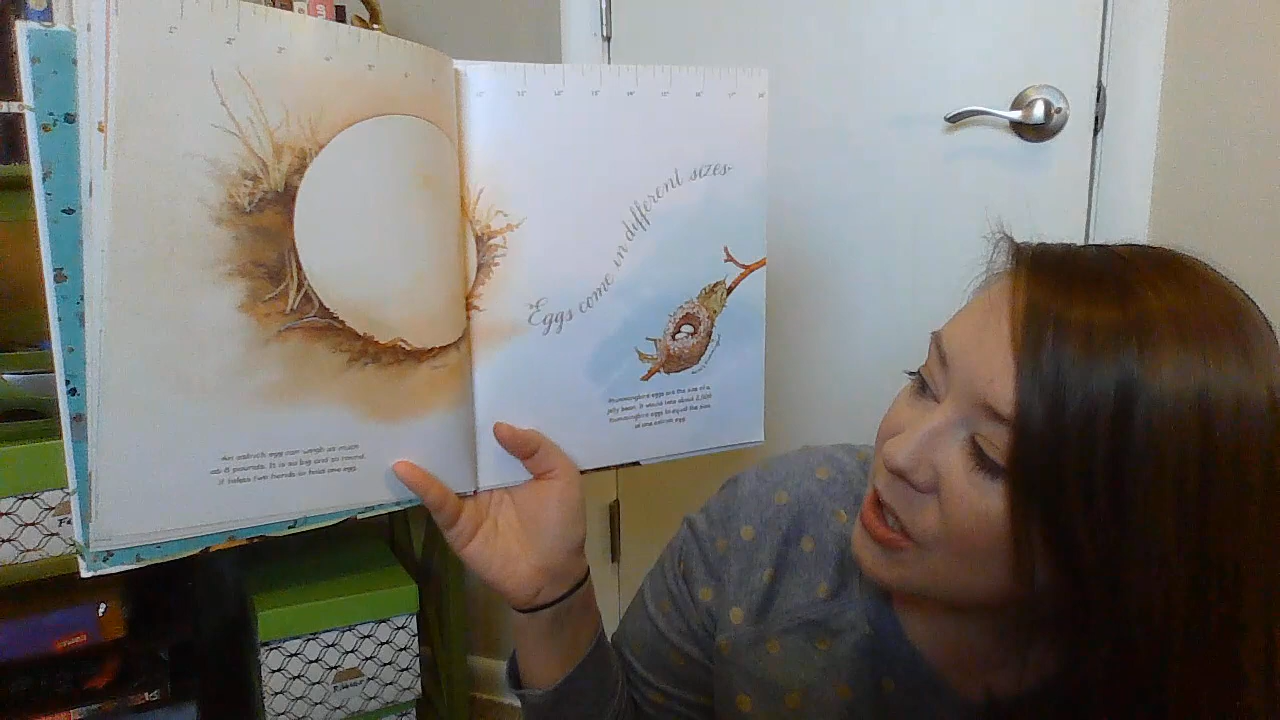 Eggs come in different sizes.
An ostrich egg can weigh as much
as 8 pounds. It is so big and so round,
it takes two hands to hold one egg.
Hummingbird eggs are the size of a
jelly bean. It would take about 2,000
hummingbird eggs to equal the size
of one ostrich egg.